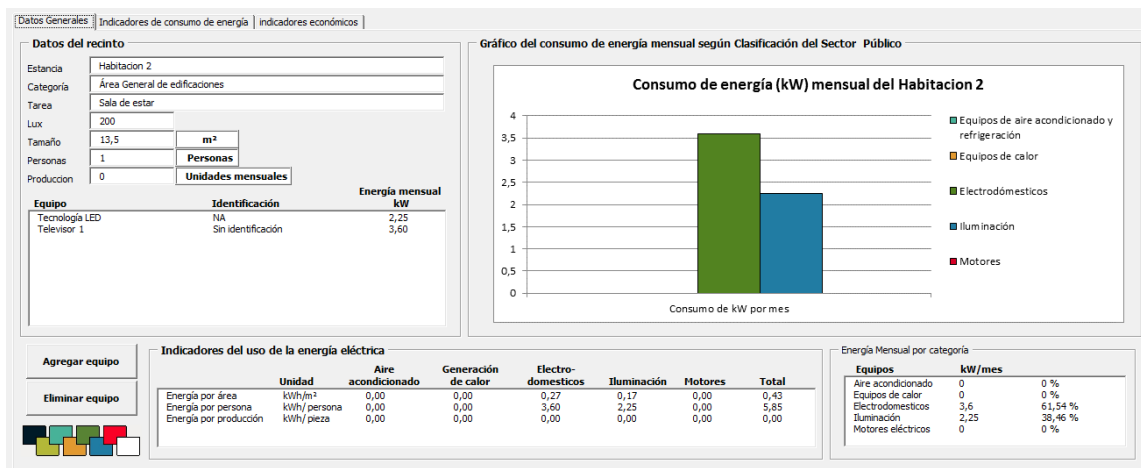 Datos Generales Indicadores de consumo de energía indicadores económicos
Datos del recinto
Estancia Habitacion 2
Categoría Área General de edificaciones
Tarea Sala de estar
Lux 200
Tamaño 13,5 m²
Personas 1 Personas
Produccion 0 Unidades mensuales
Energía mensual
Equipo Identificación kW
Tecnología LED NA 2,25
Televisor 1 Sin identificación 3,60
Gráfico del consumo de energía mensual según Clasificación del Sector Público
Consumo de energía (kW) mensual del Habitacion 2
4
3,5
3
2,5
2
1,5
1
0,5
0
Consumo de kW por mes
Equipos de aire acondicionado y
refrigeración
Equipos de calor
Electrodómesticos
Iluminación
Motores
Agregar equipo
Eliminar equipo
Indicadores del uso de la energía eléctrica
Aire Generación Electro-
Unidad acondicionado de calor domesticos Iluminación Motores Total
Energía por área kWh/m² 0,00 0,00 0,27 0,17 0,00 0,43
Energía por persona kWh/ persona 0,00 0,00 3,60 2,25 0,00 5,85
Energía por producción kWh/ pieza 0,00 0,00 0,00 0,00 0,00 0,00
Energía Mensual por categoría
Equipos kW/mes
Aire acondicionado 0 0 %
Equipos de calor 0 0 %
Electrodomesticos 3,6 61,54 %
Iluminación 2,25 38,46 %
Motores eléctricos 0 0 %